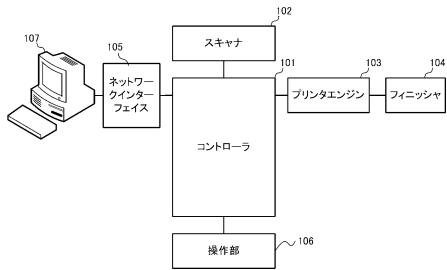 102
スキャナ
107
105
ネットワー
クインター
フェイス
101
コントローラ
103
プリンタエンジン
104
フィニッシャ
操作部
106